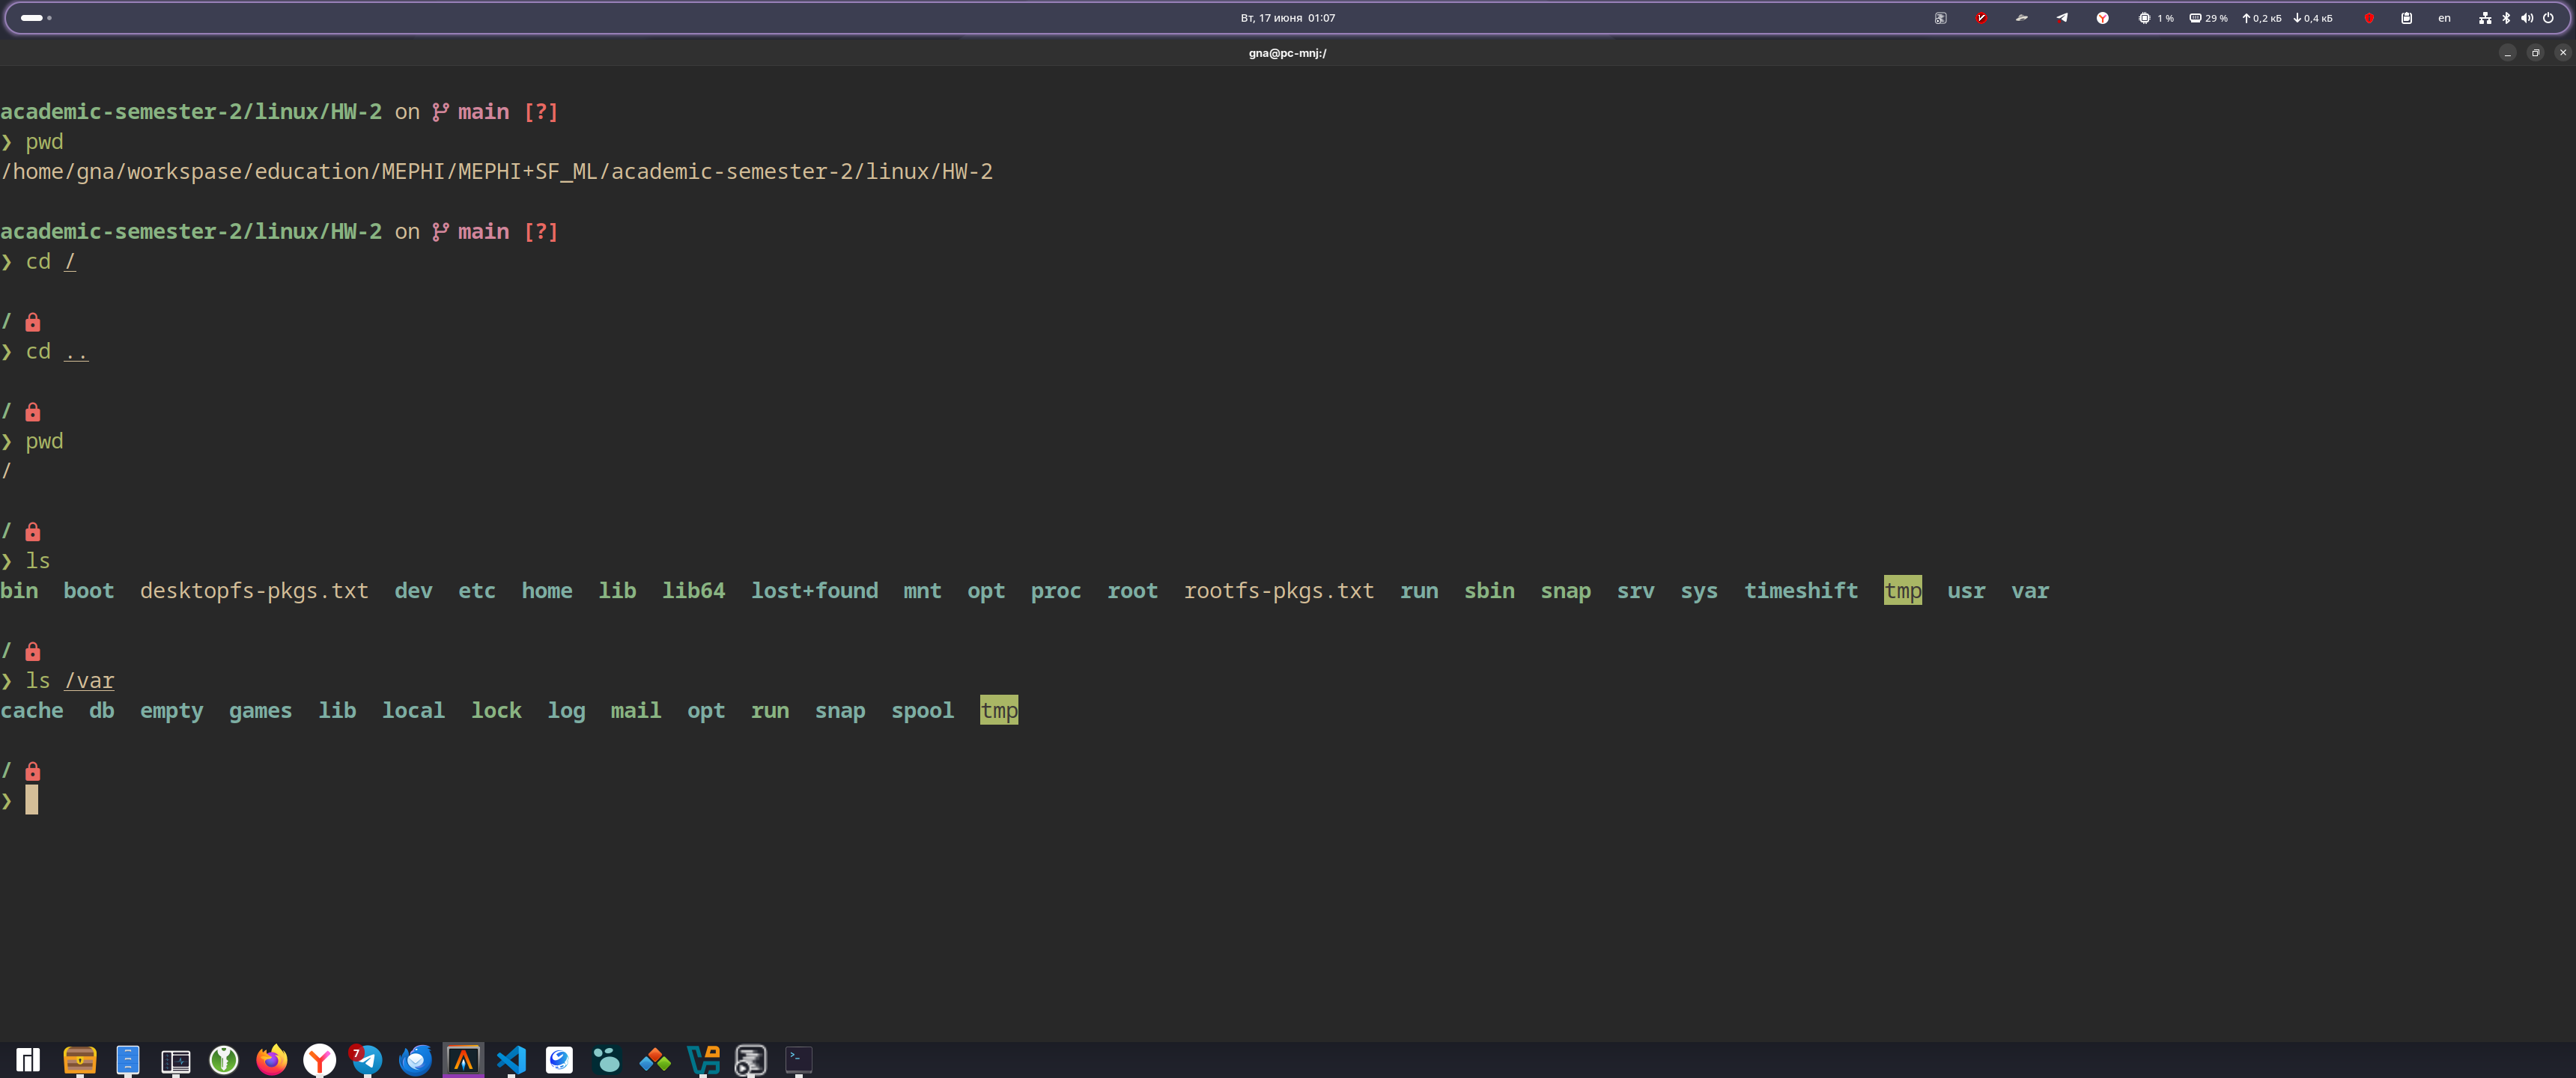 Вт, 17 июня 01:07
1 % 29 % 0,2 кБ 0,4 кБ en
gna@pc-mnj:/
academic-semester-2/linux/HW-2 on main [?]
❯ pwd
/home/gna/workspase/education/MEPHI/MEPHI+SF_ML/academic-semester-2/linux/HW-2
academic-semester-2/linux/HW-2 on main [?]
❯ cd /
/
❯ cd ..
/
❯ pwd
/
/
❯ ls
bin boot desktopfs-pkgs.txt dev etc home lib lib64 lost+found mnt opt proc root rootfs-pkgs.txt run sbin snap srv sys timeshift tmp usr var
/
❯ ls /var
cache db empty games lib local lock log mail opt run snap spool tmp
/
❯
7